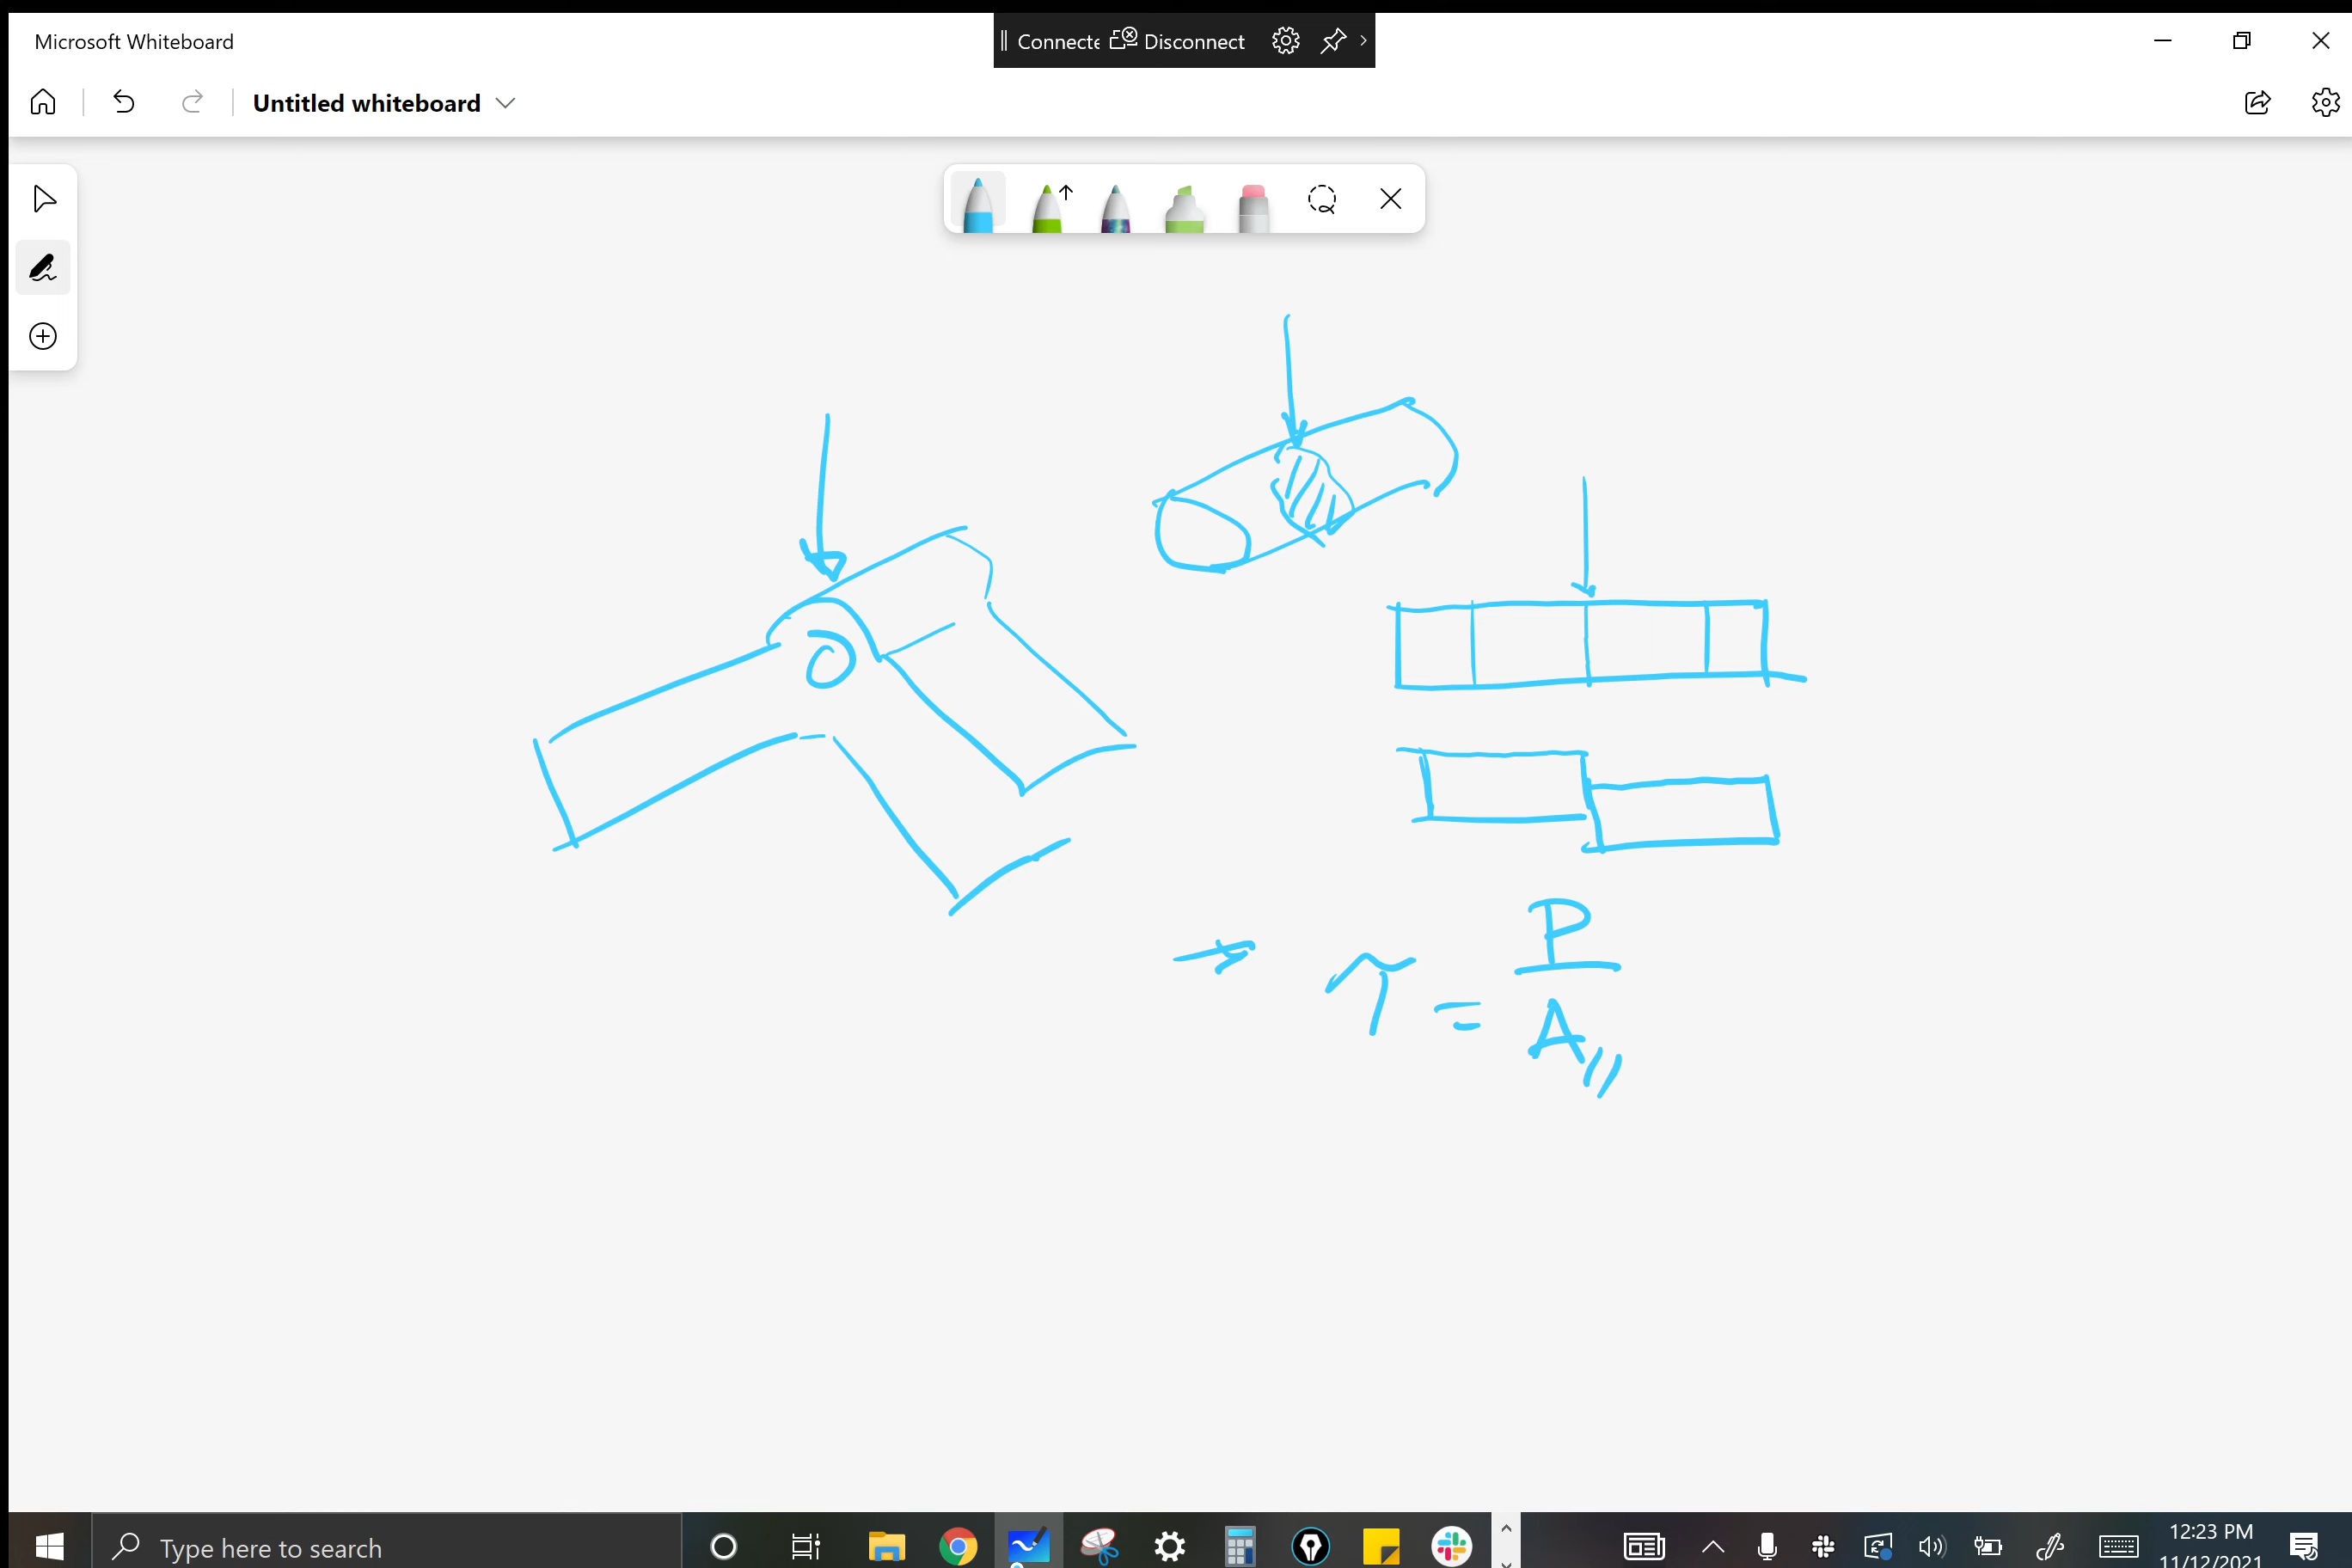 Microsoft Whiteboard
Connecte Disconnect
Untitled whiteboard
τ = P
A//
Type here to search
12:23 PM
11/12/2021